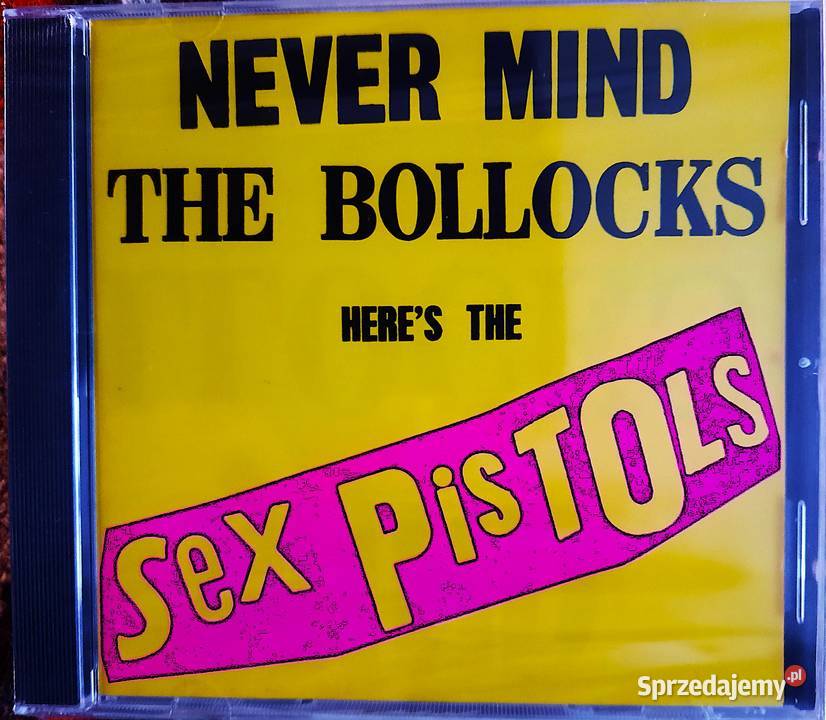 NEVER MIND
THE BOLLOCKS
HERE'S THE
Sex PisTOLS
Sprzedajemy.pl